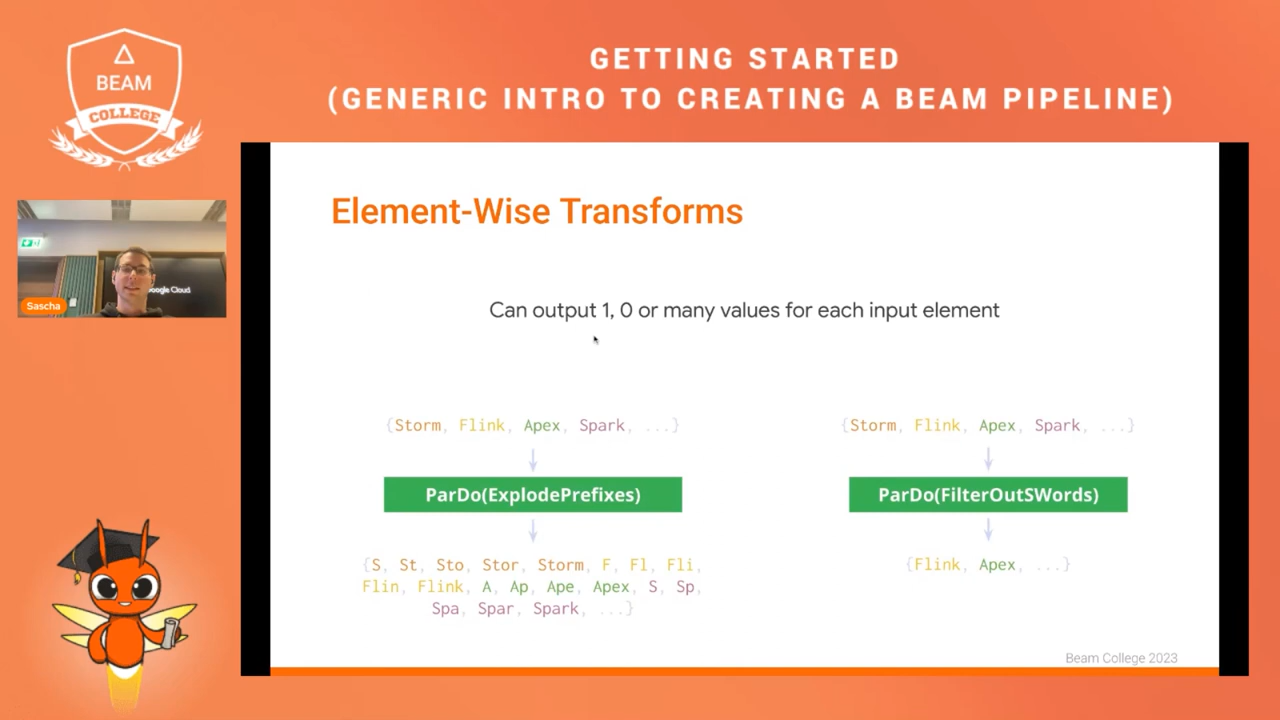 BEAM
COLLEGE
GETTING STARTED
(GENERIC INTRO TO CREATING A BEAM PIPELINE)
Sascha
Google Cloud
Element-Wise Transforms
Can output 1, 0 or many values for each input element
{Storm, Flink, Apex, Spark, ...}
ParDo(ExplodePrefixes)
{S, St, Sto, Stor, Storm, F, Fl, Fli,
Flin, Flink, A, Ap, Ape, Apex, S, Sp,
Spa, Spar, Spark, ...}
{Storm, Flink, Apex, Spark, ...}
ParDo(FilterOutSWords)
{Flink, Apex, ...}
Beam College 2023